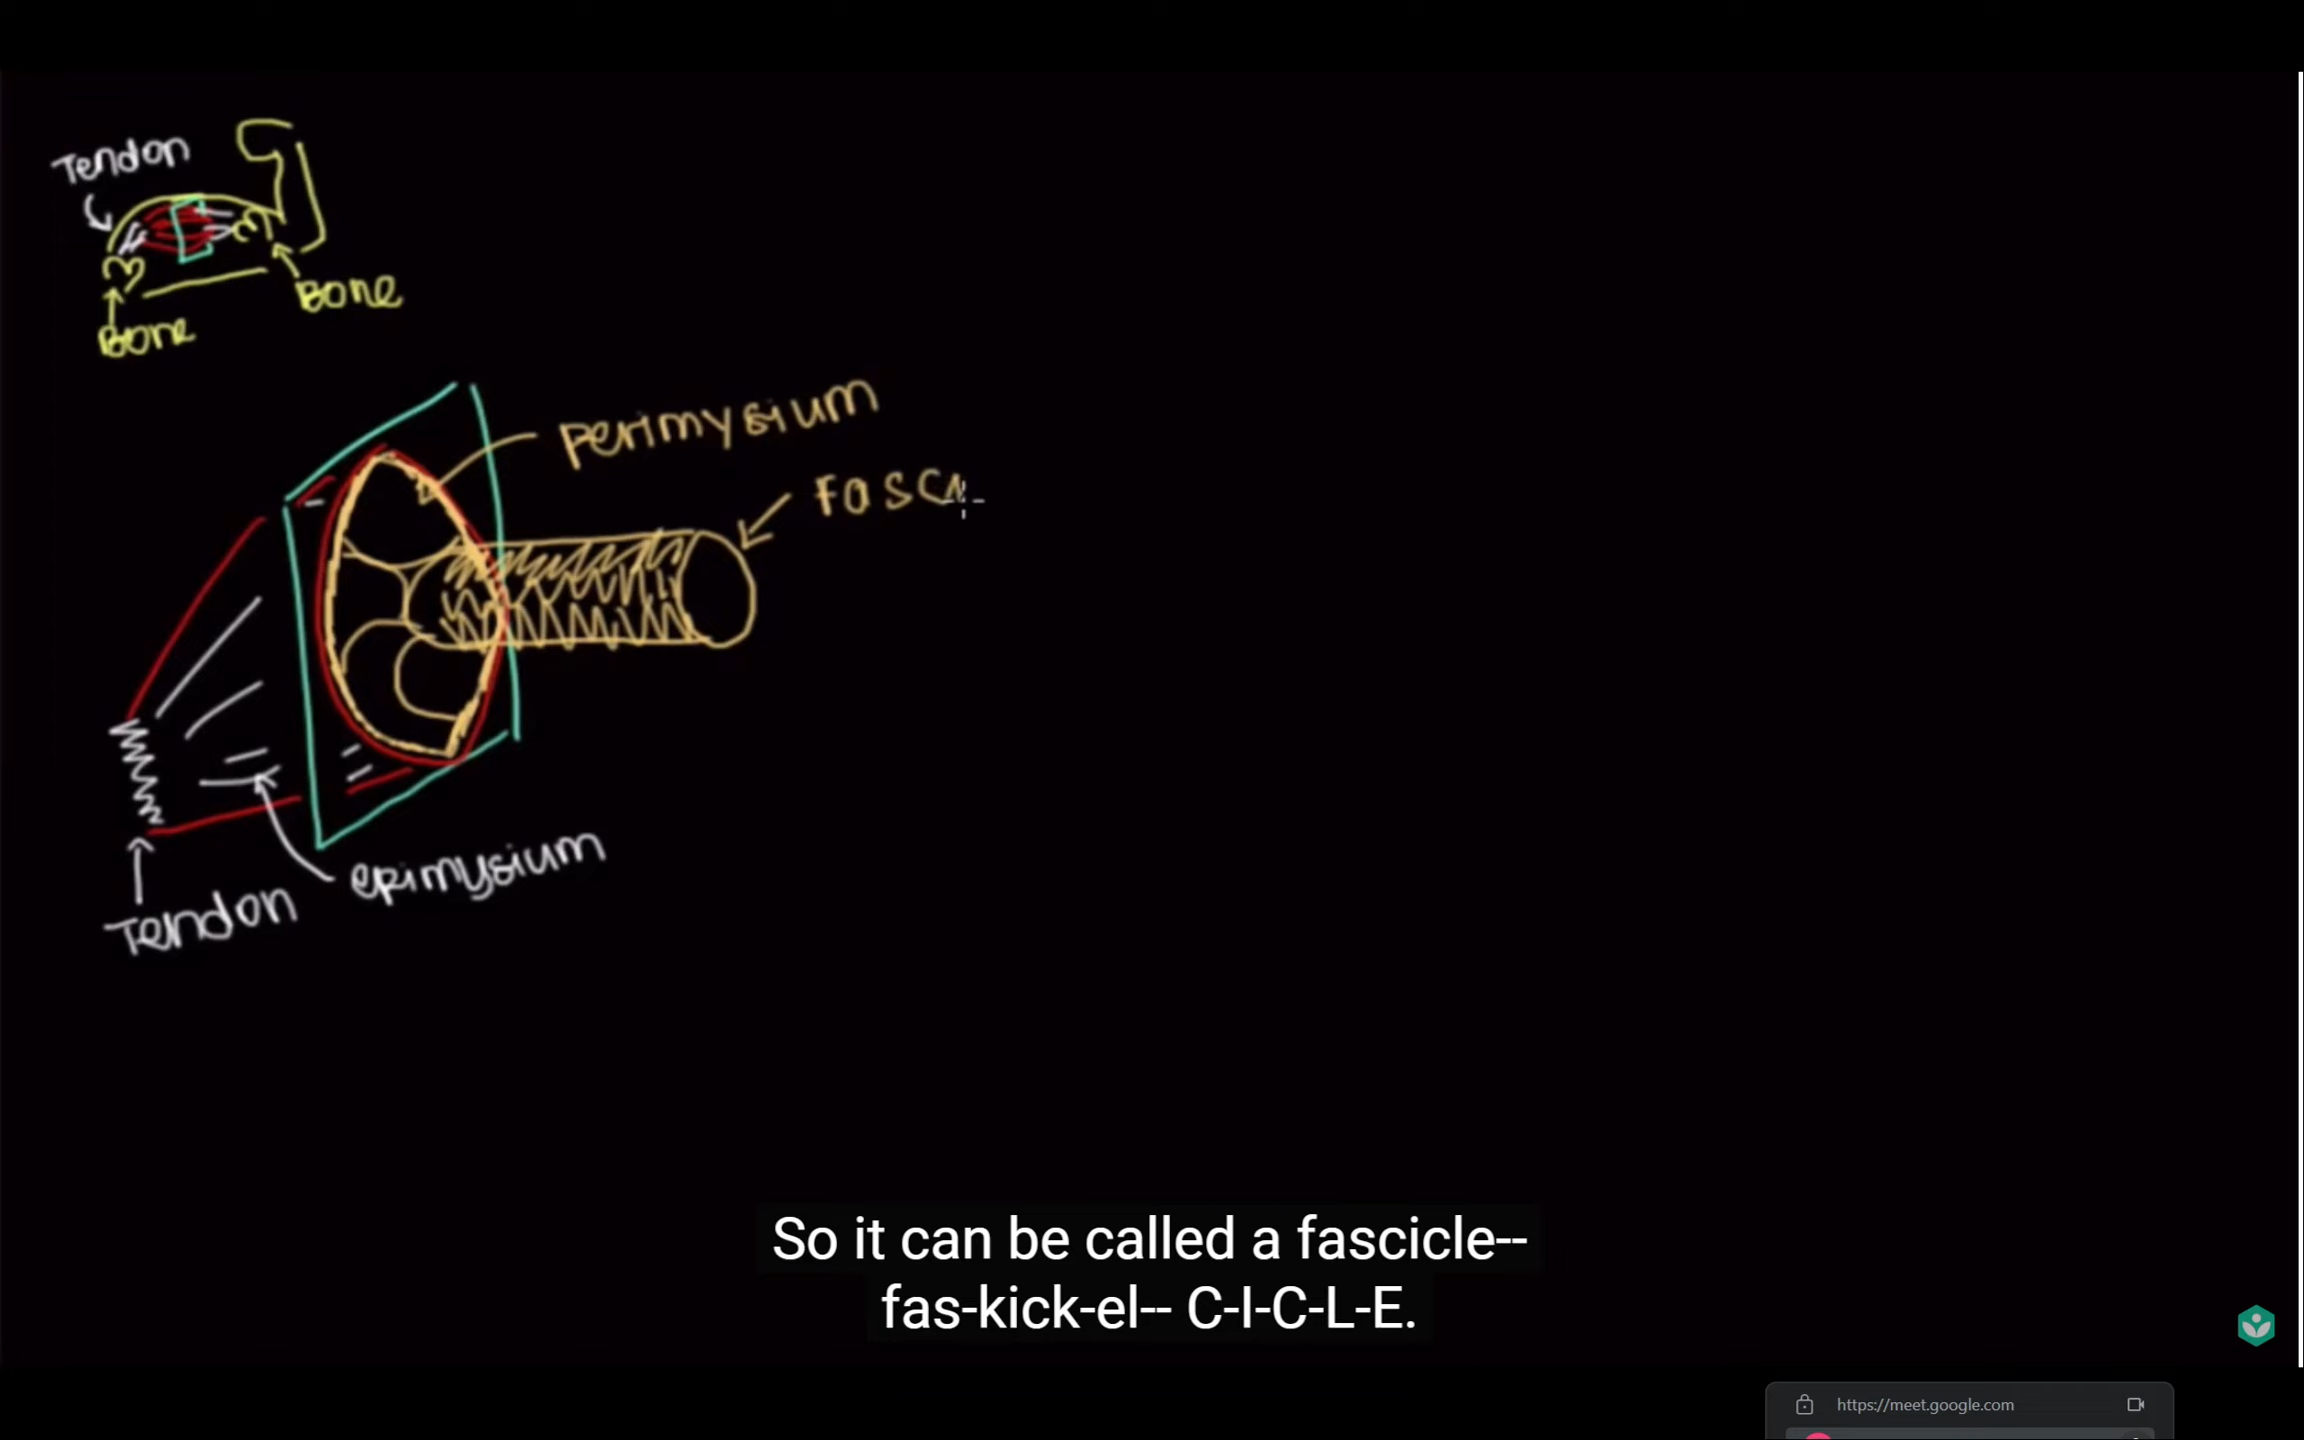 Tendon
Bone
Bone
Perimysium
Fasc
epimysium
Tendon
So it can be called a fascicle--
fas-kick-el-- C-I-C-L-E.
https://meet.google.com